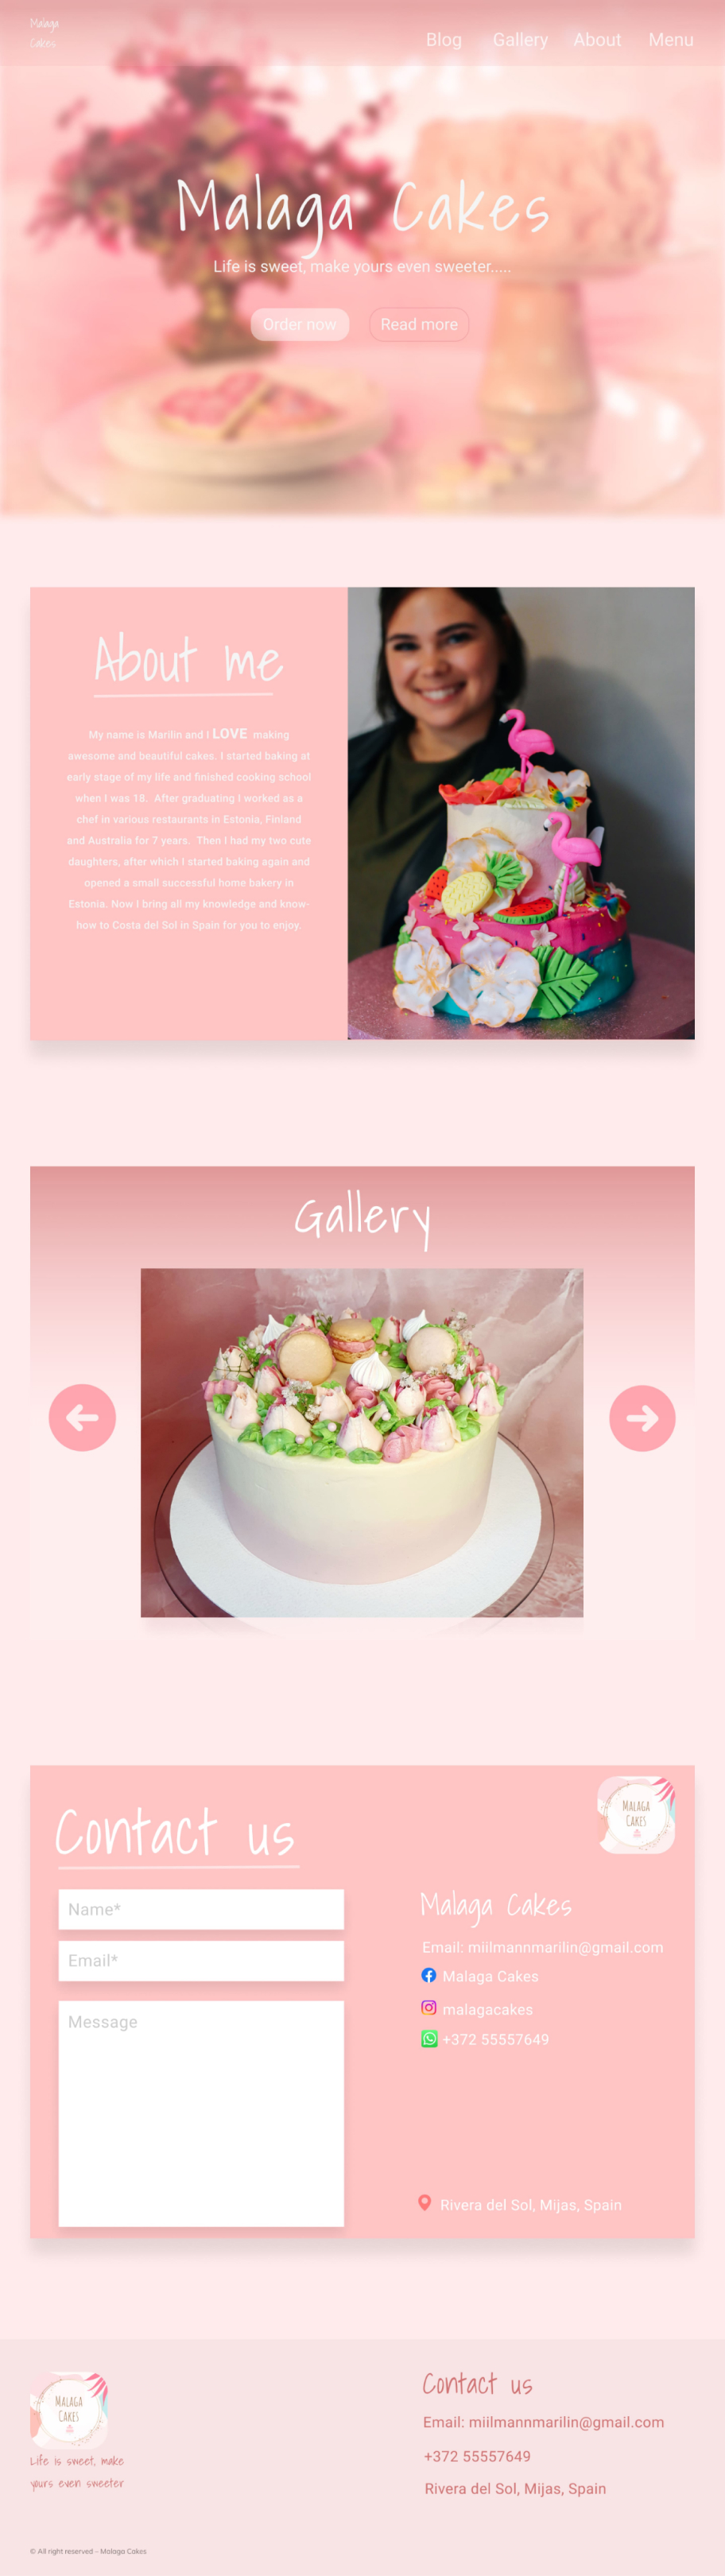 Malaga
Cakes
Blog Gallery About Menu
Malaga Cakes
Life is sweet, make yours even sweeter.....
Order now Read more
About me
My name is Marilin and I LOVE making
awesome and beautiful cakes. I started baking at
early stage of my life and finished cooking school
when I was 18. After graduating I worked as a
chef in various restaurants in Estonia, Finland
and Australia for 7 years. Then I had my two cute
daughters, after which I started baking again and
opened a small successful home bakery in
Estonia. Now I bring all my knowledge and know-
how to Costa del Sol in Spain for you to enjoy.
Gallery
Contact us
MALAGA
CAKES
Name*
Email*
Message
Malaga Cakes
Email: miilmannmarilin@gmail.com
Malaga Cakes
malagacakes
+372 55557649
Rivera del Sol, Mijas, Spain
MALAGA
CAKES
Life is sweet, make
yours even sweeter
Contact us
Email: miilmannmarilin@gmail.com
+372 55557649
Rivera del Sol, Mijas, Spain
© All right reserved - Malaga Cakes